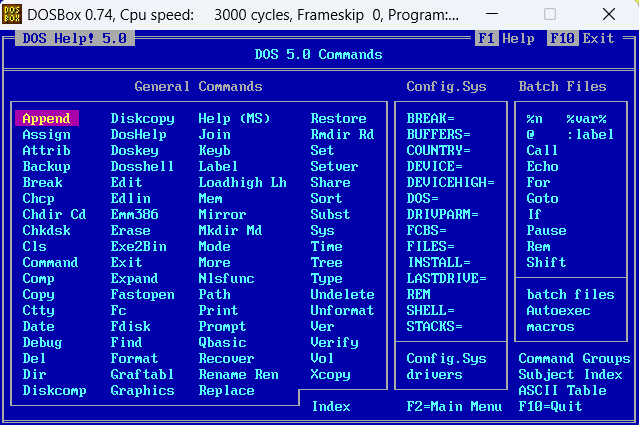 DOSBox 0.74, Cpu speed: 3000 cycles, Frameskip 0, Program:...
DOS Help! 5.0 F1 Help F10 Exit
DOS 5.0 Commands
General Commands Config.Sys Batch Files
Append Diskcopy Help (MS) Restore BREAK= %n %var%
Assign DosHelp Join Rmdir Rd BUFFERS= @ :label
Attrib Doskey Keyb Set COUNTRY= Call
Backup Dosshell Label Setver DEVICE= Echo
Break Edit Loadhigh Lh Share DEVICEHIGH= For
Chcp Edlin Mem Sort DOS= Goto
Chdir Cd Emm386 Mirror Subst DRIVPARM= If
Chkdsk Erase Mkdir Md Sys FCBS= Pause
Cls Exe2Bin Mode Time FILES= Rem
Command Exit More Tree INSTALL= Shift
Comp Expand Nlsfunc Type LASTDRIVE=
Copy Fastopen Path Undelete REM batch files
Ctty Fc Print Unformat SHELL= Autoexec
Date Fdisk Prompt Ver STACKS= macros
Debug Find Qbasic Verify
Del Format Recover Vol Config.Sys Command Groups
Dir Graftabl Rename Ren Xcopy drivers Subject Index
Diskcomp Graphics Replace ASCII Table
Index F2=Main Menu F10=Quit